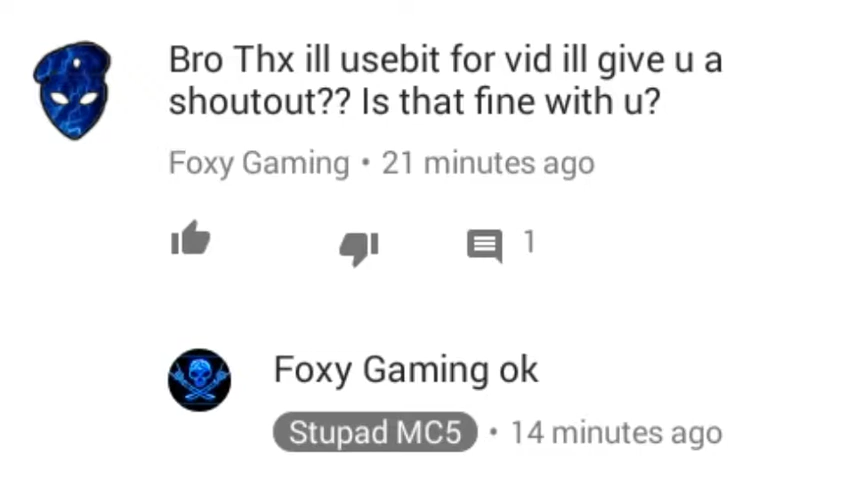 Bro Thx ill usebit for vid ill give u a
shoutout?? Is that fine with u?
Foxy Gaming • 21 minutes ago
1
Foxy Gaming ok
Stupad MC5 • 14 minutes ago